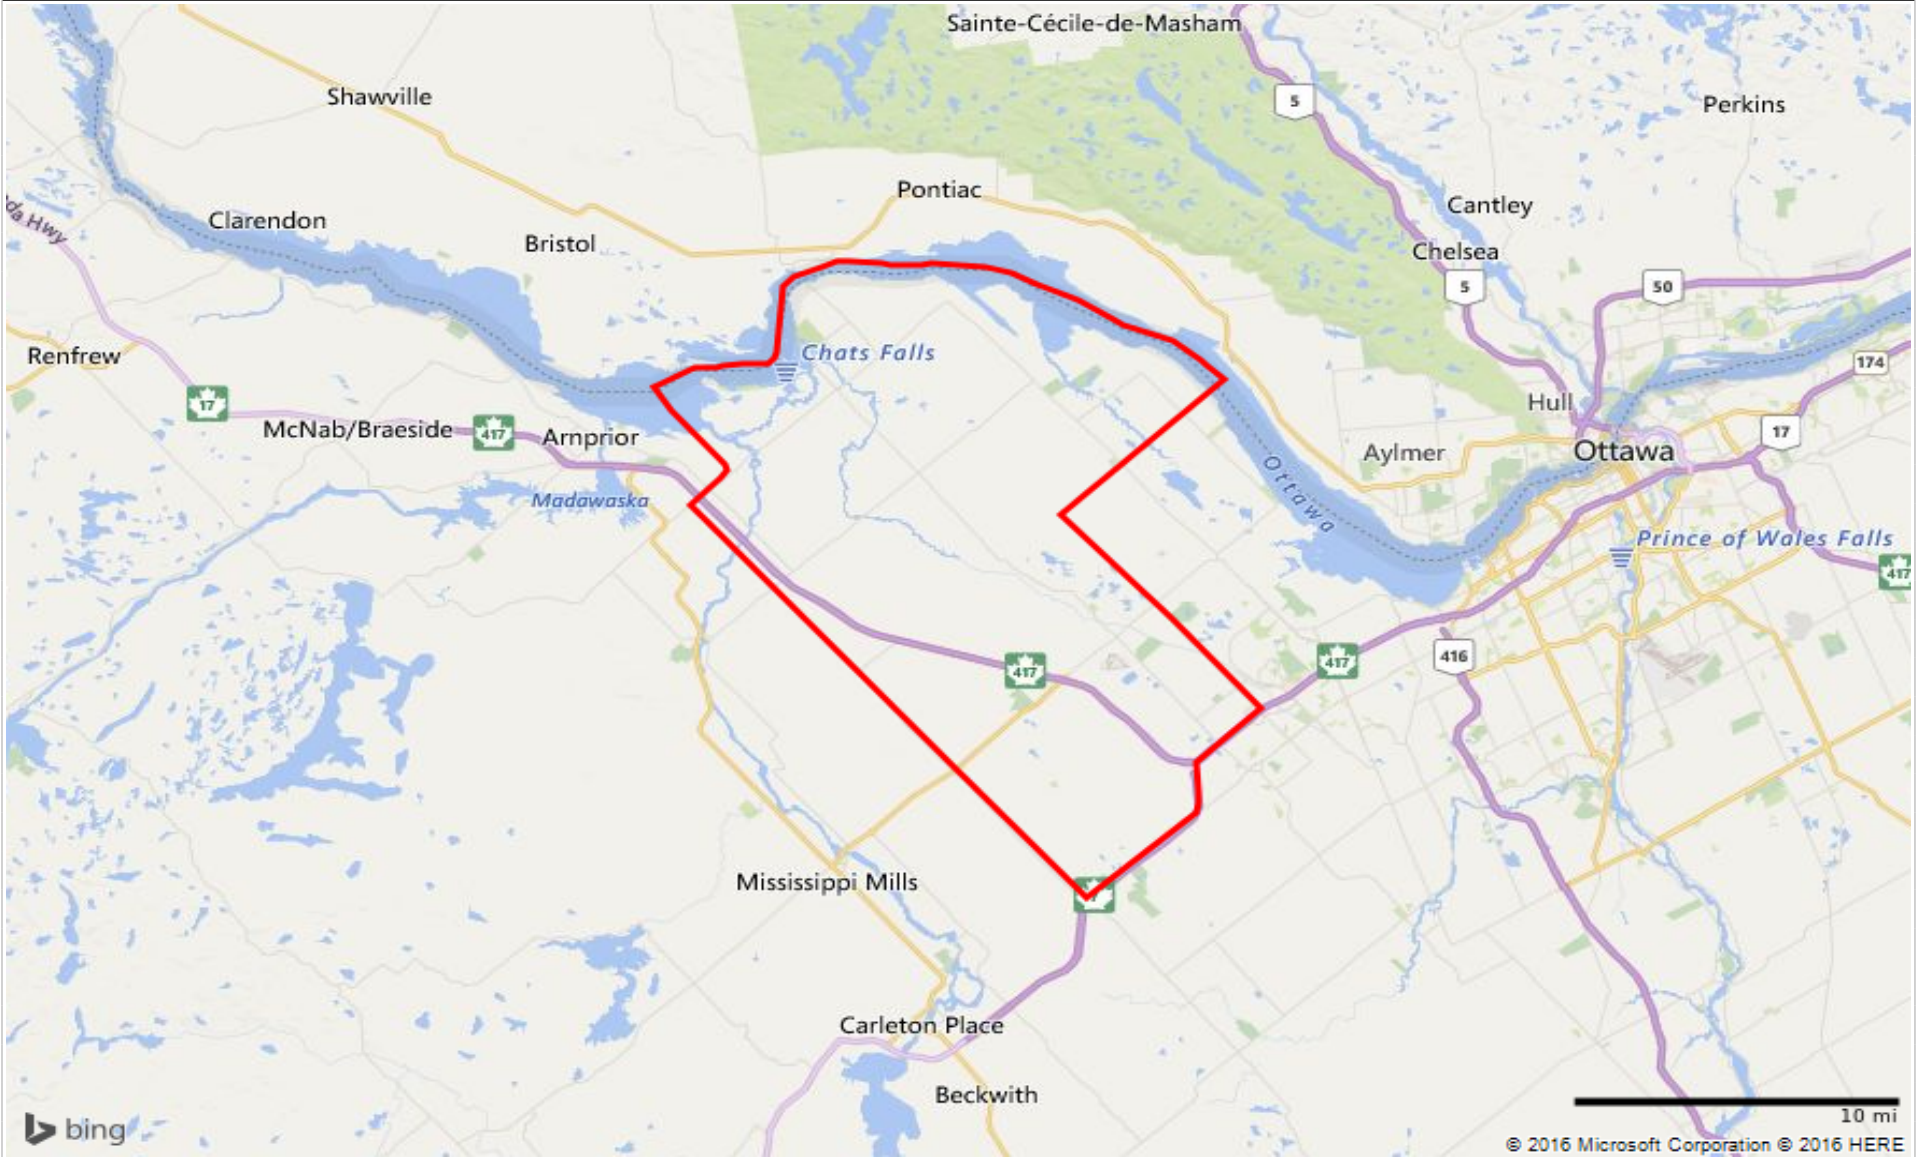 Sainte-Cécile-de-Masham
Shawville
5
Perkins
Pontiac
Cantley
da Hwy
Clarendon
Bristol
Chelsea
5
50
Renfrew
Chats Falls
174
17
Hull
McNab/Braeside
417
Arnprior
Aylmer
Ottawa
17
Madawaska
Ottawa
Prince of Wales Falls
417
417
417
416
Mississippi Mills
Carleton Place
Beckwith
bing
10 mi
© 2016 Microsoft Corporation © 2016 HERE